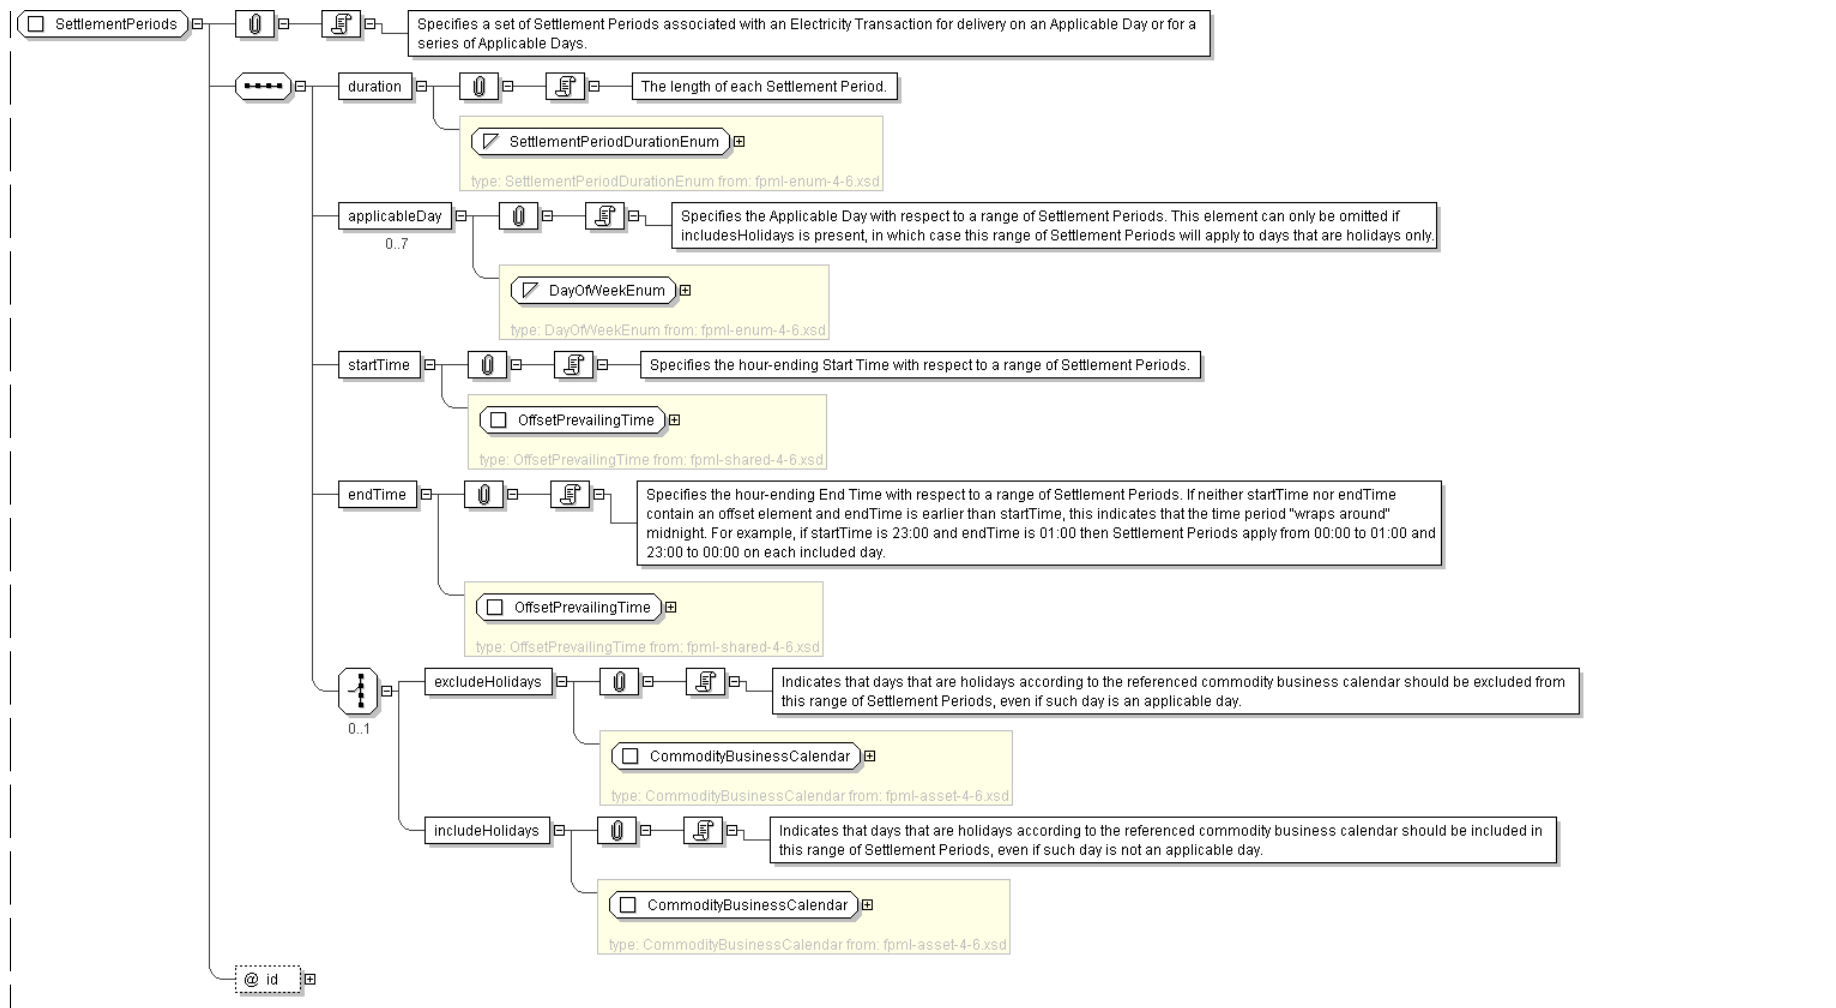 SettlementPeriods
Specifies a set of Settlement Periods associated with an Electricity Transaction for delivery on an Applicable Day or for a
series of Applicable Days.
duration
The length of each Settlement Period.
SettlementPeriodDurationEnum
type: SettlementPeriodDurationEnum from: fpml-enum-4-6.xsd
applicableDay
0..7
Specifies the Applicable Day with respect to a range of Settlement Periods. This element can only be omitted if
includesHolidays is present, in which case this range of Settlement Periods will apply to days that are holidays only.
DayOfWeekEnum
type: DayOfWeekEnum from: fpml-enum-4-6.xsd
startTime
Specifies the hour-ending Start Time with respect to a range of Settlement Periods.
OffsetPrevailingTime
type: OffsetPrevailingTime from: fpml-shared-4-6.xsd
endTime
Specifies the hour-ending End Time with respect to a range of Settlement Periods. If neither startTime nor endTime
contain an offset element and endTime is earlier than startTime, this indicates that the time period "wraps around"
midnight. For example, if startTime is 23:00 and endTime is 01:00 then Settlement Periods apply from 00:00 to 01:00 and
23:00 to 00:00 on each included day.
OffsetPrevailingTime
type: OffsetPrevailingTime from: fpml-shared-4-6.xsd
0..1
excludeHolidays
Indicates that days that are holidays according to the referenced commodity business calendar should be excluded from
this range of Settlement Periods, even if such day is an applicable day.
CommodityBusinessCalendar
type: CommodityBusinessCalendar from: fpml-asset-4-6.xsd
includeHolidays
Indicates that days that are holidays according to the referenced commodity business calendar should be included in
this range of Settlement Periods, even if such day is not an applicable day.
CommodityBusinessCalendar
type: CommodityBusinessCalendar from: fpml-asset-4-6.xsd
@ id